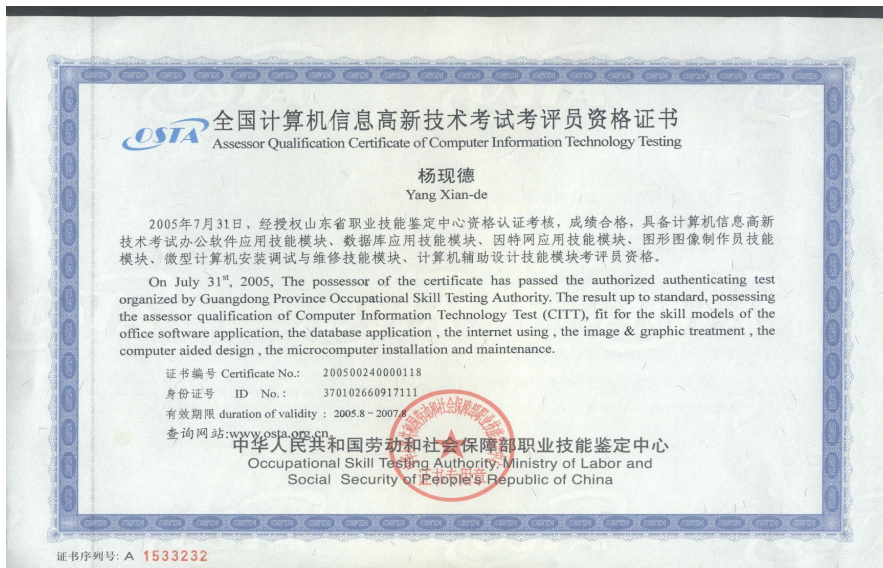 OSTA
全国计算机信息高新技术考试考评员资格证书
Assessor Qualification Certificate of Computer Information Technology Testing
杨现德
Yang Xian-de
2005年7月31日，经授权山东省职业技能鉴定中心资格认证考核，成绩合格，具备计算机信息高新
技术考试办公软件应用技能模块、数据库应用技能模块、因特网应用技能模块、图形图像制作员技能
模块、微型计算机安装调试与维修技能模块、计算机辅助设计技能模块考评员资格。
On July 31st, 2005, The possessor of the certificate has passed the authorized authenticating test
organized by Guangdong Province Occupational Skill Testing Authority. The result up to standard, possessing
the assessor qualification of Computer Information Technology Test (CITT), fit for the skill models of the
office software application, the database application , the internet using , the image & graphic treatment , the
computer aided design , the microcomputer installation and maintenance.
证书编号 Certificate No.: 200500240000118
身份证号 ID No. : 370102660917111
有效期限 duration of validity : 2005.8 ~ 2007.8
查询网站:www.osta.org.cn
中华人民共和国劳动和社会保障部职业技能鉴定中心
Occupational Skill Testing Authority, Ministry of Labor and
Social Security of People's Republic of China
证书专用章
证书序列号: A 1533232